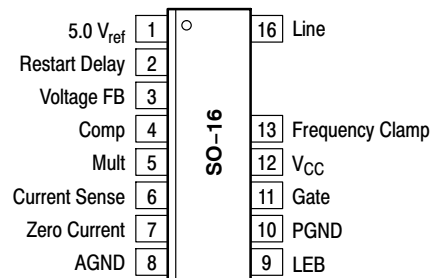 5.0 Vref 1
Restart Delay 2
Voltage FB 3
Comp 4
Mult 5
Current Sense 6
Zero Current 7
AGND 8
SO–16
16 Line
13 Frequency Clamp
12 VCC
11 Gate
10 PGND
9 LEB